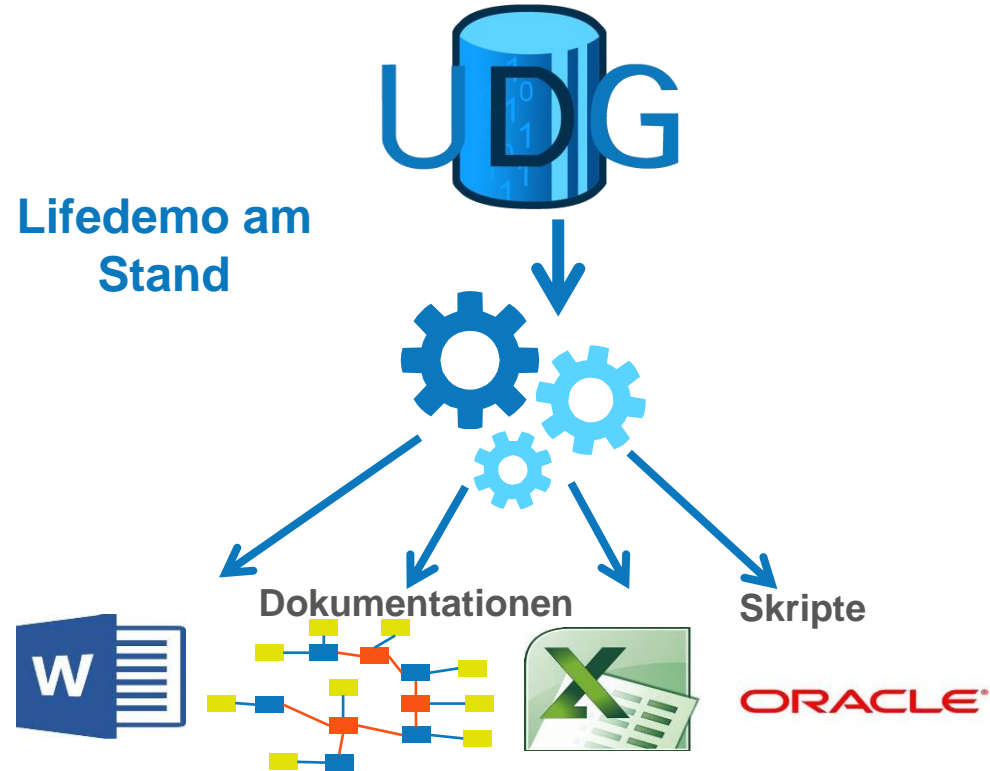 UDG
Lifedemo am
Stand
Dokumentationen
Skripte
W
X
ORACLE®